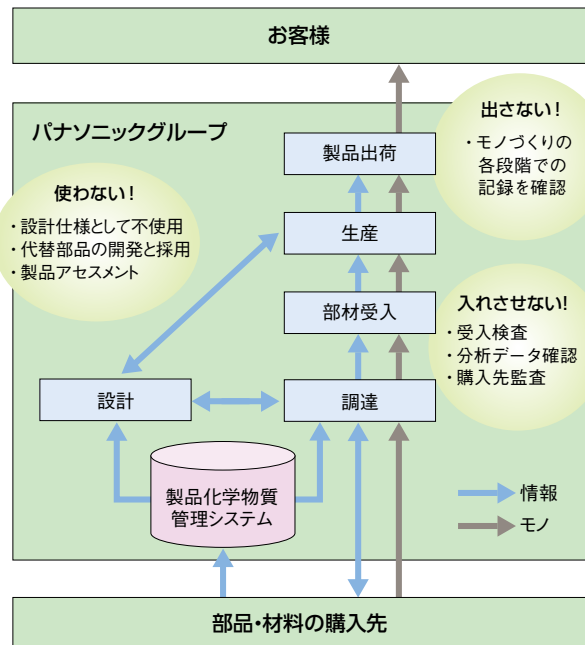 お客様
パナソニックグループ
出さない！
・モノづくりの
各段階での
記録を確認
製品出荷
使わない！
・設計仕様として不使用
・代替部品の開発と採用
・製品アセスメント
生産
部材受入
入れさせない！
・受入検査
・分析データ確認
・購入先監査
設計
調達
製品化学物質
管理システム
情報
モノ
部品・材料の購入先